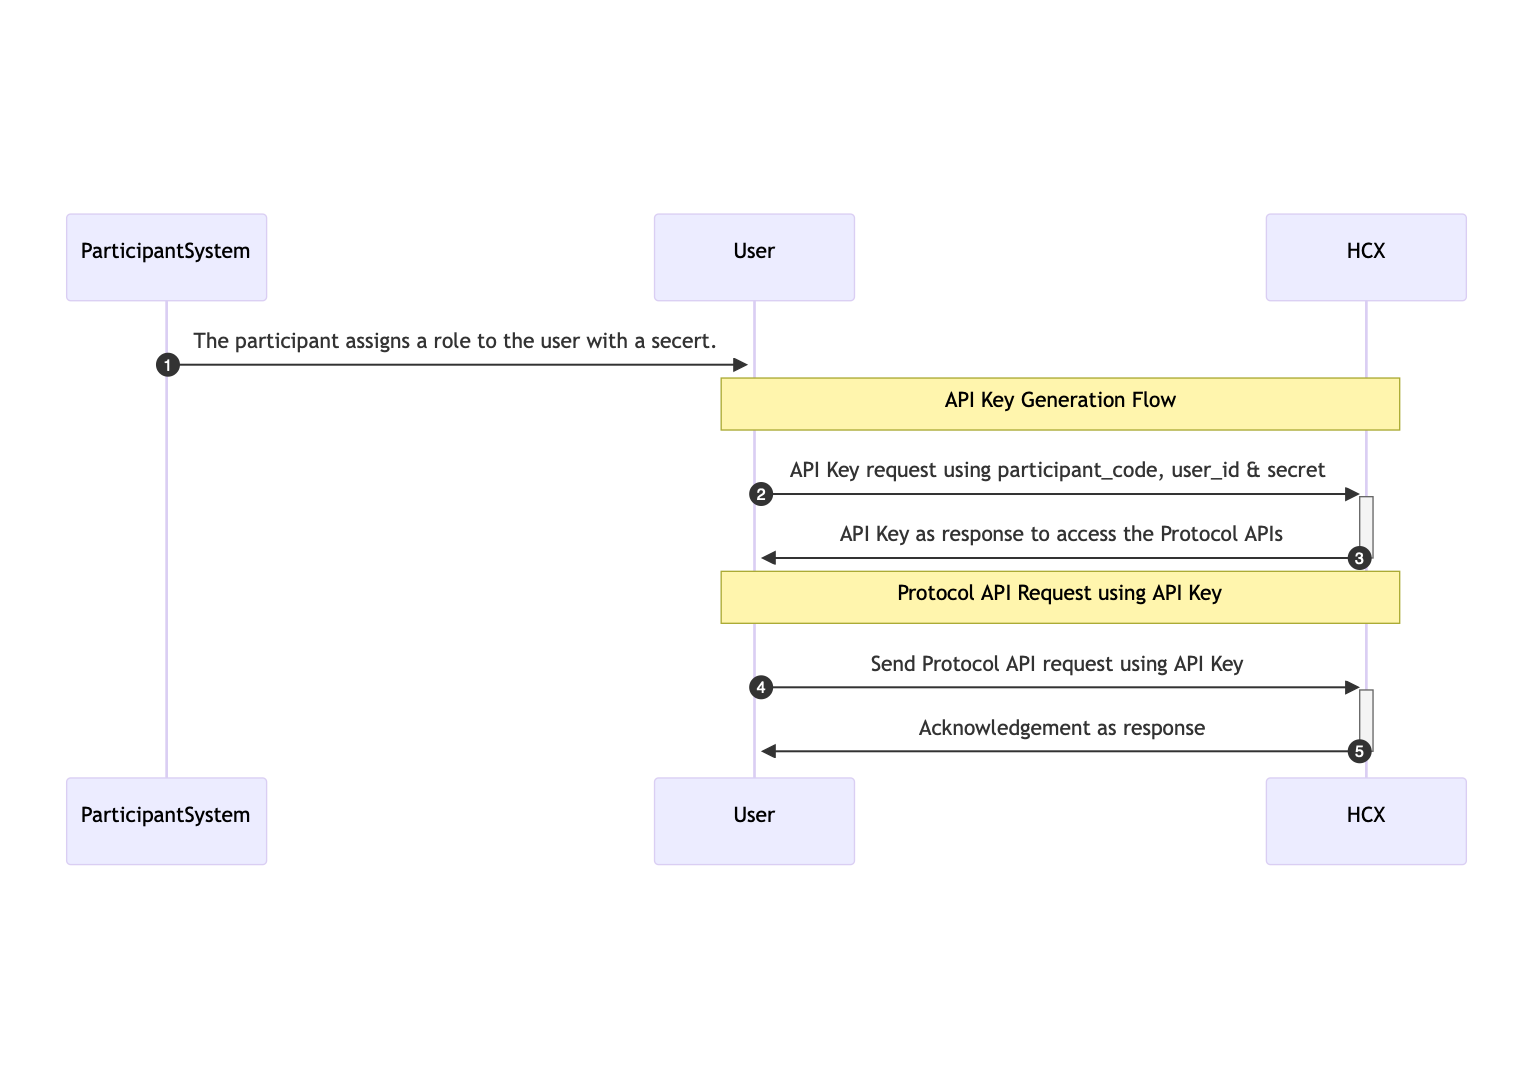 ParticipantSystem
User
HCX
The participant assigns a role to the user with a secert.
1
API Key Generation Flow
API Key request using participant_code, user_id & secret
2
API Key as response to access the Protocol APIs
3
Protocol API Request using API Key
Send Protocol API request using API Key
4
Acknowledgement as response
5
ParticipantSystem
User
HCX